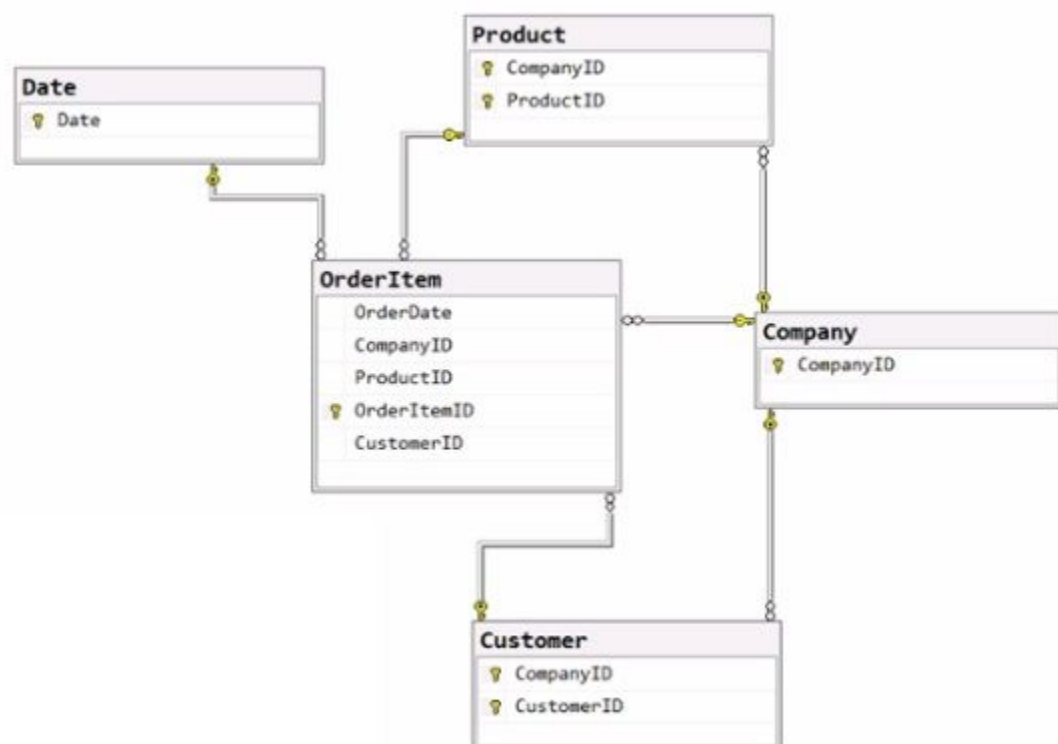 Product
CompanyID
ProductID
Date
Date
OrderItem
OrderDate
CompanyID
ProductID
OrderItemID
CustomerID
Company
CompanyID
Customer
CompanyID
CustomerID